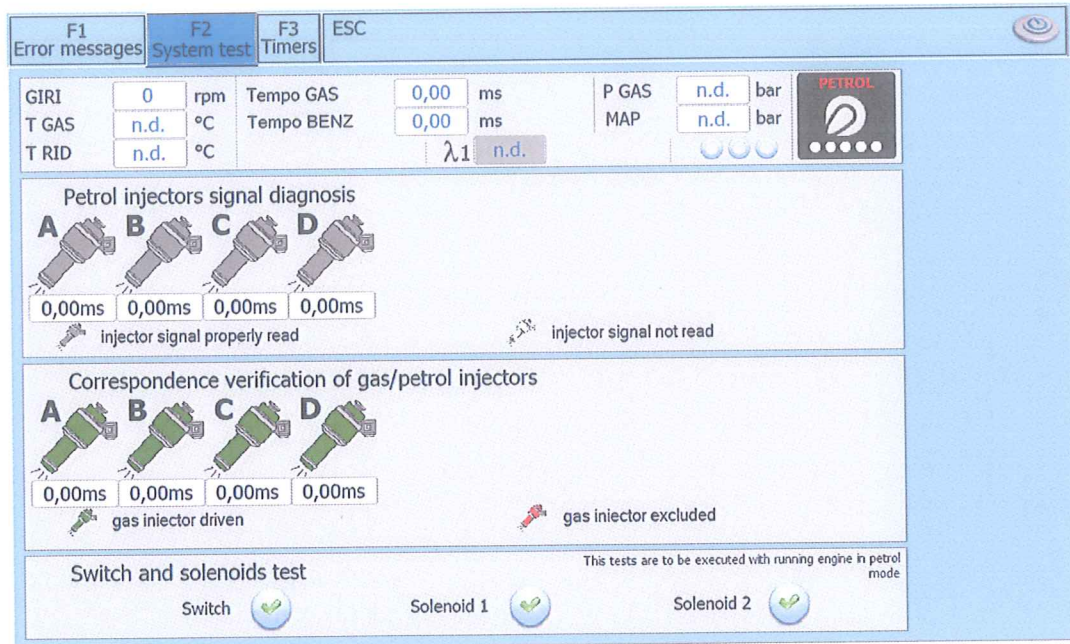 F1 F2 F3 ESC
Error messages System test Timers
GIRI 0 rpm Tempo GAS 0,00 ms P GAS n.d. bar PETROL
T GAS n.d. °C Tempo BENZ 0,00 ms MAP n.d. bar
T RID n.d. °C λ1 n.d.
Petrol injectors signal diagnosis
A B C D
0,00ms 0,00ms 0,00ms 0,00ms
injector signal properly read injector signal not read
Correspondence verification of gas/petrol injectors
A B C D
0,00ms 0,00ms 0,00ms 0,00ms
gas injector driven gas injector excluded
Switch and solenoids test This tests are to be executed with running engine in petrol
mode
Switch Solenoid 1 Solenoid 2